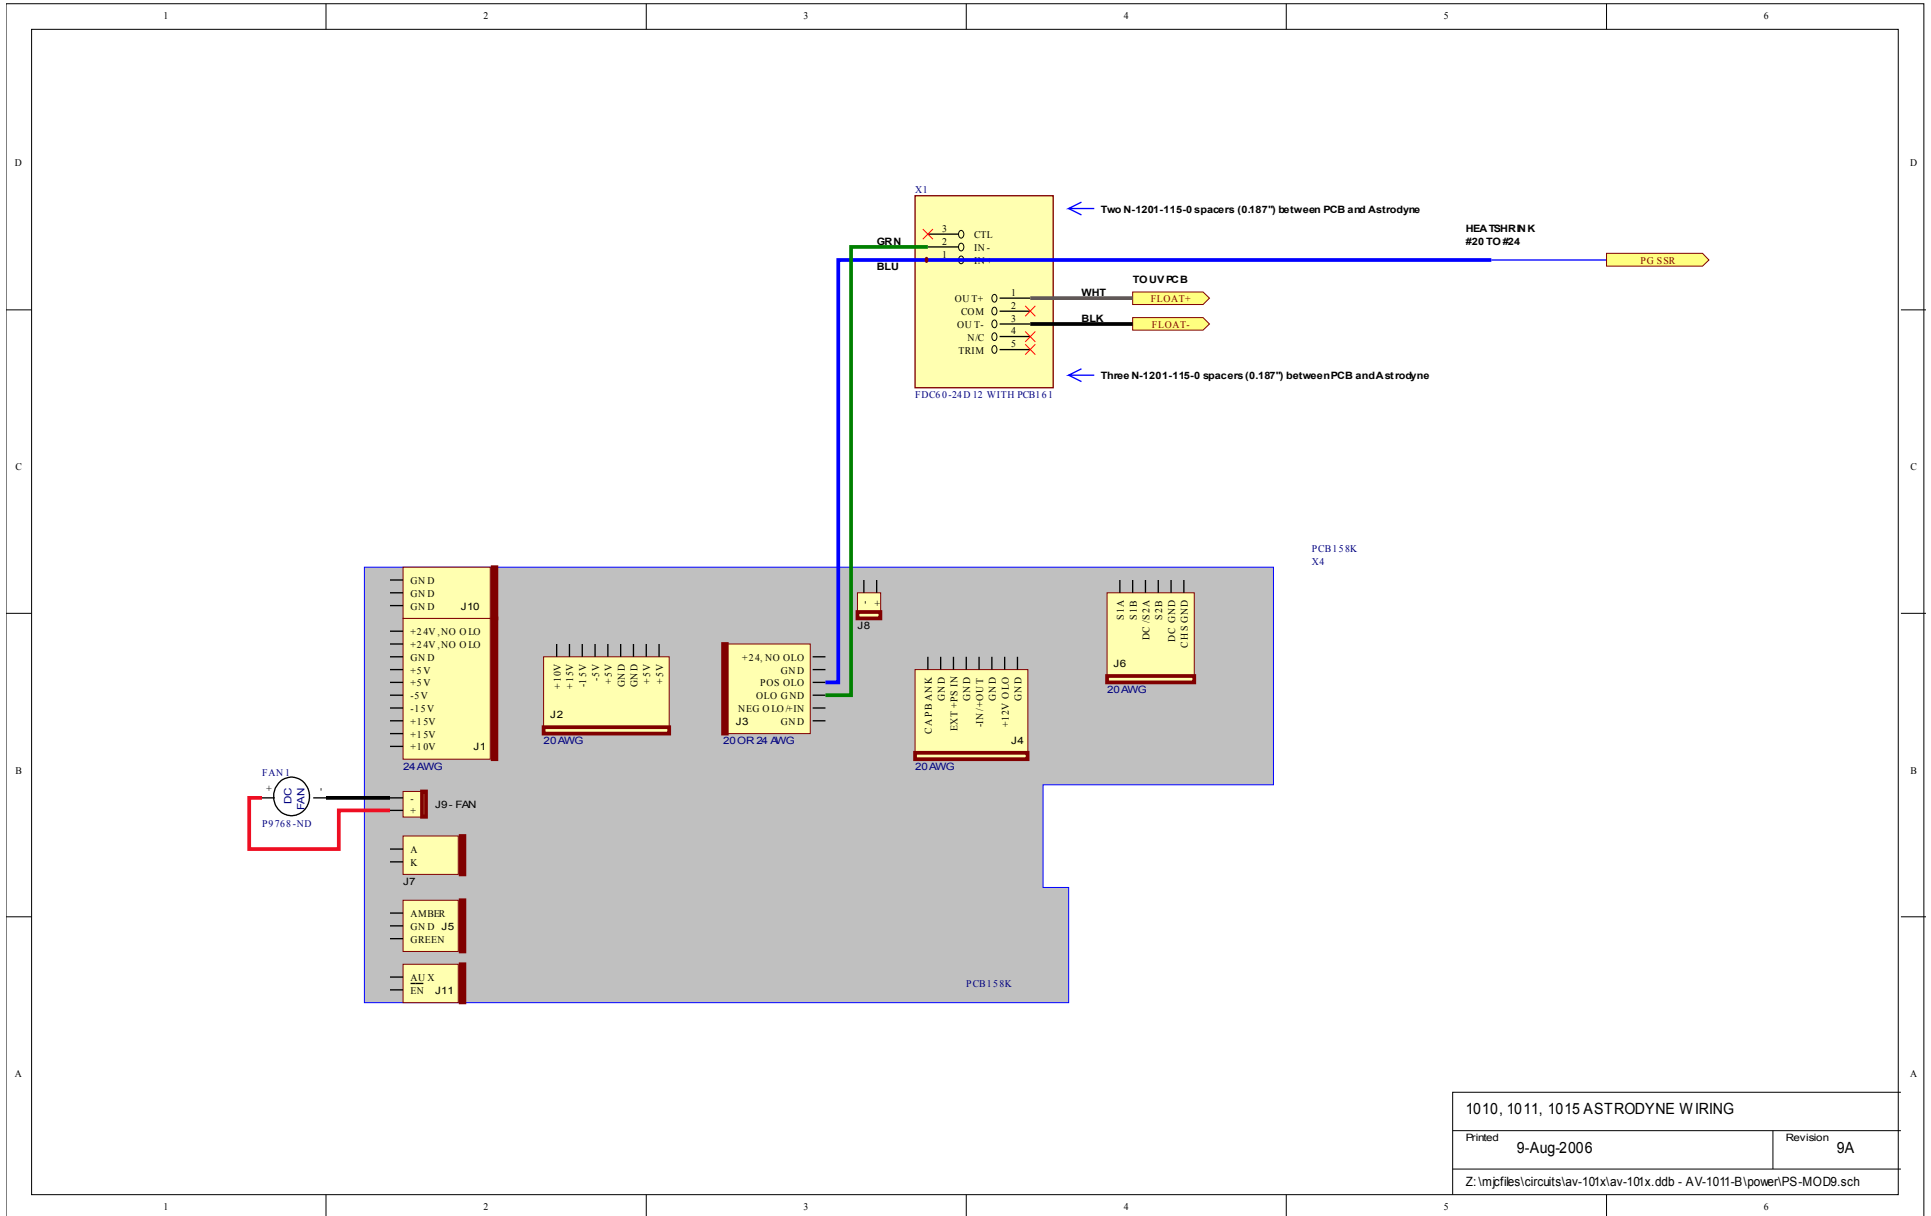 1 2 3 4 5 6
D D
X1
Two N-1201-115-0 spacers (0.187") between PCB and Astrodyne
3 CTL
GRN 2 IN-
BLU 1
HEATSHRINK
#20 TO #24
PG SSR
TO UV PCB
OUT+ 1 WHT FLOAT+
COM 2
OUT- 3 BLK FLOAT-
N/C 4
TRIM 5
Three N-1201-115-0 spacers (0.187") between PCB and Astrodyne
FDC60-24D12 WITH PCB161
C C
PCB158K
X4
GND
GND
GND J10
+24V, NO OLO
+24V, NO OLO
GND
+5V
+5V
-5V
-15V
+15V
+15V
+10V J1
24 AWG
+10V
+15V
-15V
-5V
+5V
GND
GND
+5V
+5V
J2
20 AWG
+24, NO OLO
GND
POS OLO
OLO GND
NEG OLO/+IN
J3 GND
20 OR 24 AWG
- +
J8
CAP BANK
GND
EXT +PS IN
GND
-IN/+OUT
GND
+12V OLO
GND
J4
20 AWG
S1A
S1B
DC/S2A
S2B
DC GND
CHS GND
J6
20 AWG
B B
FAN1
+ DC FAN -
P9768-ND
-
+
J9 - FAN
A
K
J7
AMBER
GND J5
GREEN
AUX
EN J11
PCB158K
A A
1010, 1011, 1015 ASTRODYNE WIRING
Printed 9-Aug-2006 Revision 9A
Z:\mjcfiles\circuits\av-101x\av-101x.ddb - AV-1011-B\power\PS-MOD9.sch
1 2 3 4 5 6